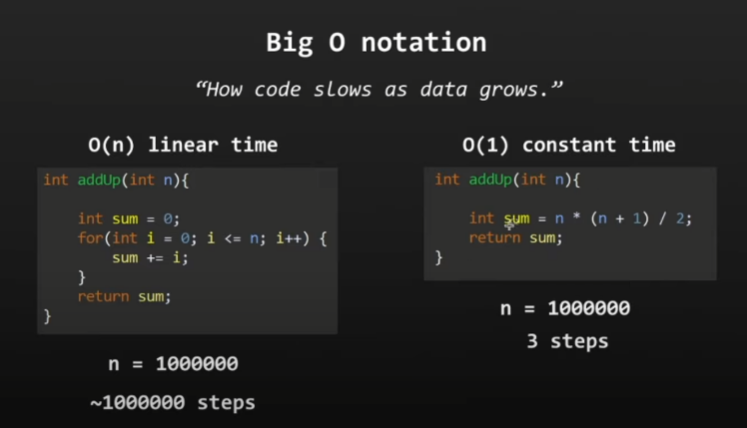 Big O notation
“How code slows as data grows.”
O(n) linear time
int addUp(int n){
int sum = 0;
for(int i = 0; i <= n; i++) {
sum += i;
}
return sum;
}
n = 1000000
~1000000 steps
O(1) constant time
int addUp(int n){
int sum = n * (n + 1) / 2;
return sum;
}
n = 1000000
3 steps